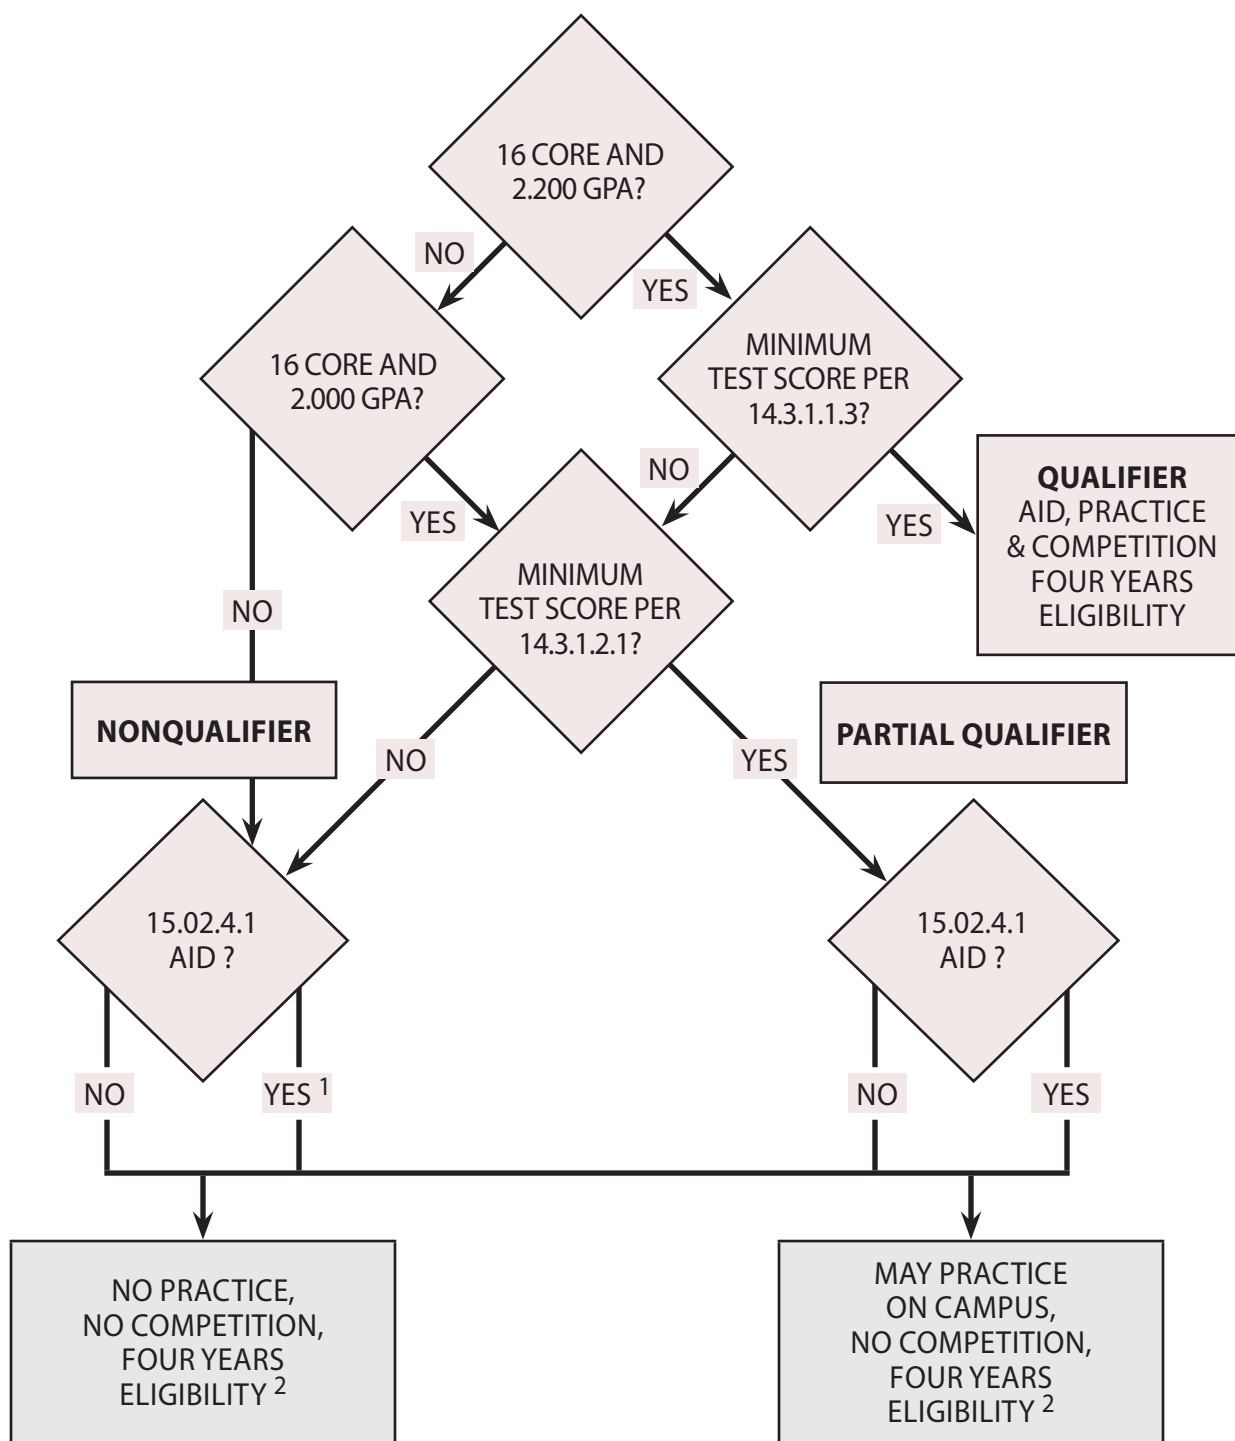 16 CORE AND
2.200 GPA?
NO
YES
16 CORE AND
2.000 GPA?
MINIMUM
TEST SCORE PER
14.3.1.1.3?
YES
NO
YES
QUALIFIER
AID, PRACTICE
& COMPETITION
FOUR YEARS
ELIGIBILITY
NO
MINIMUM
TEST SCORE PER
14.3.1.2.1?
NONQUALIFIER
NO
YES
PARTIAL QUALIFIER
15.02.4.1
AID ?
15.02.4.1
AID ?
NO
YES 1
NO
YES
NO PRACTICE,
NO COMPETITION,
FOUR YEARS
ELIGIBILITY 2
MAY PRACTICE
ON CAMPUS,
NO COMPETITION,
FOUR YEARS
ELIGIBILITY 2